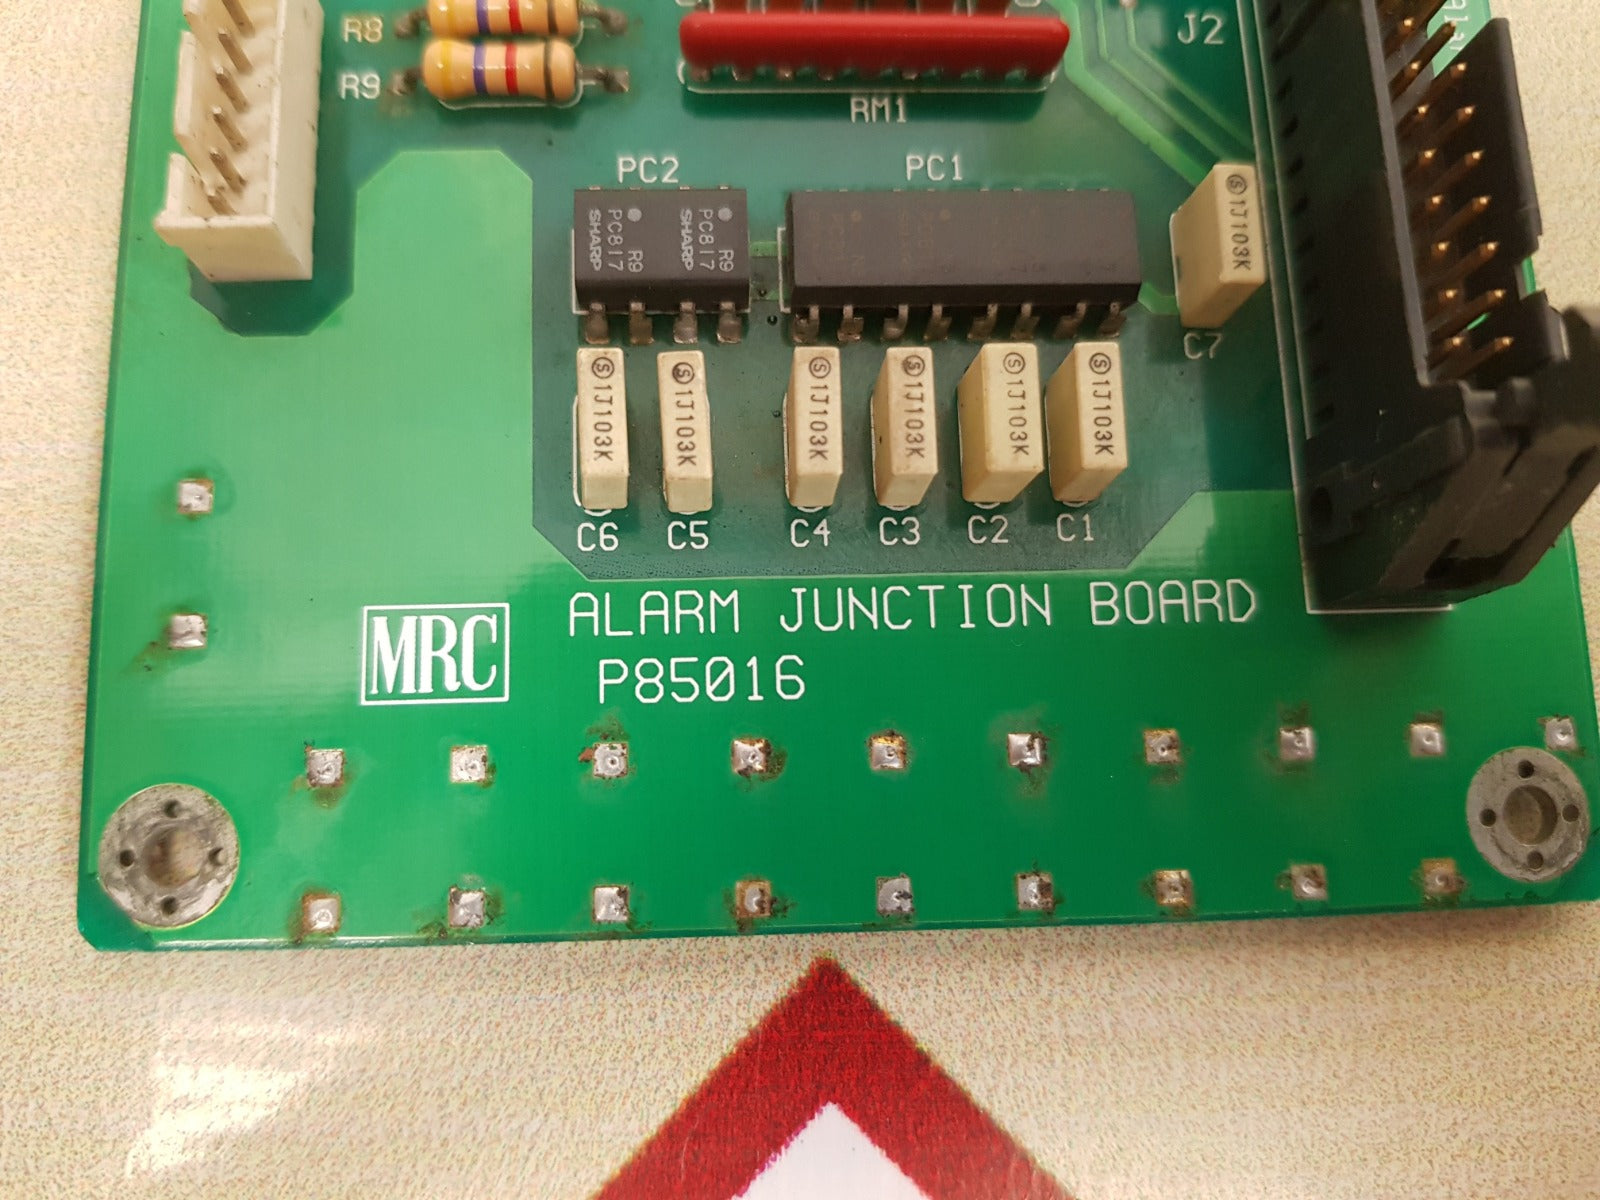 R8
J2
R9
RM1
PC2
PC1
R9
PC817
SHARP
R9
PC817
SHARP
S 1J103K
C7
S 1J103K
S 1J103K
S 1J103K
S 1J103K
S 1J103K
S 1J103K
C6
C5
C4
C3
C2
C1
MRC
ALARM JUNCTION BOARD
P85016